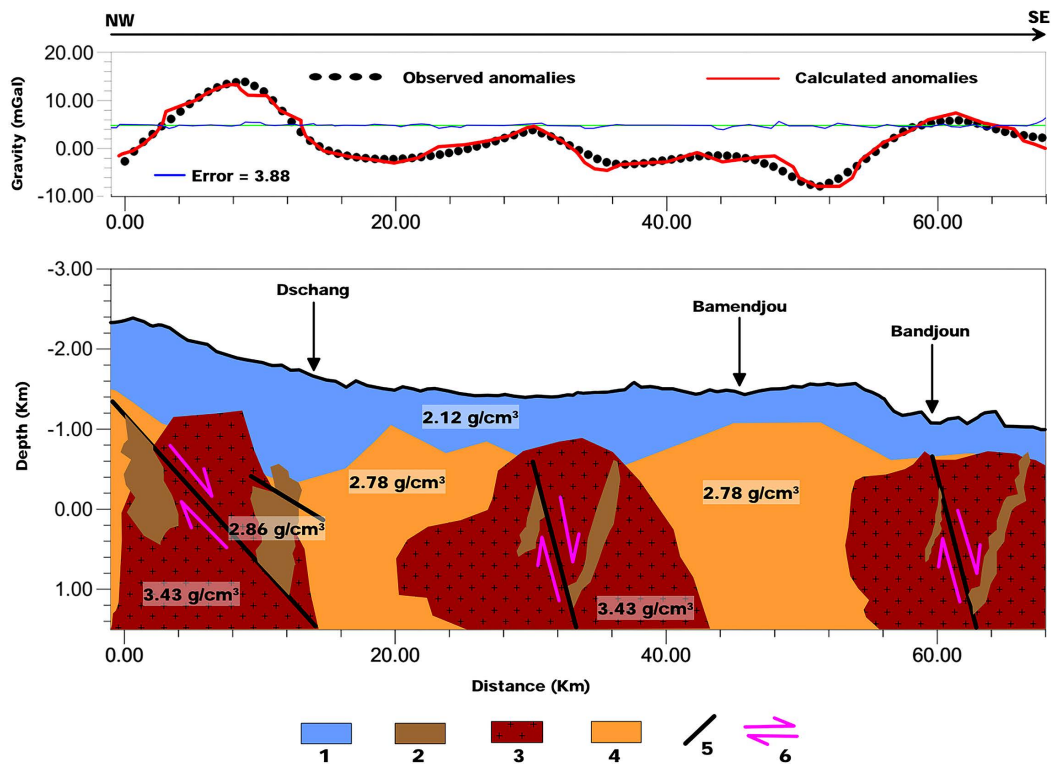 NW
SE
20.00
10.00
0.00
-10.00
Gravity (mGal)
Observed anomalies
Calculated anomalies
Error = 3.88
0.00
20.00
40.00
60.00
-3.00
-2.00
-1.00
0.00
1.00
Depth (Km)
Dschang
Bamendjou
Bandjoun
2.12 g/cm³
2.78 g/cm³
2.78 g/cm³
2.86 g/cm³
3.43 g/cm³
3.43 g/cm³
0.00
20.00
40.00
60.00
Distance (Km)
1
2
3
4
5
6